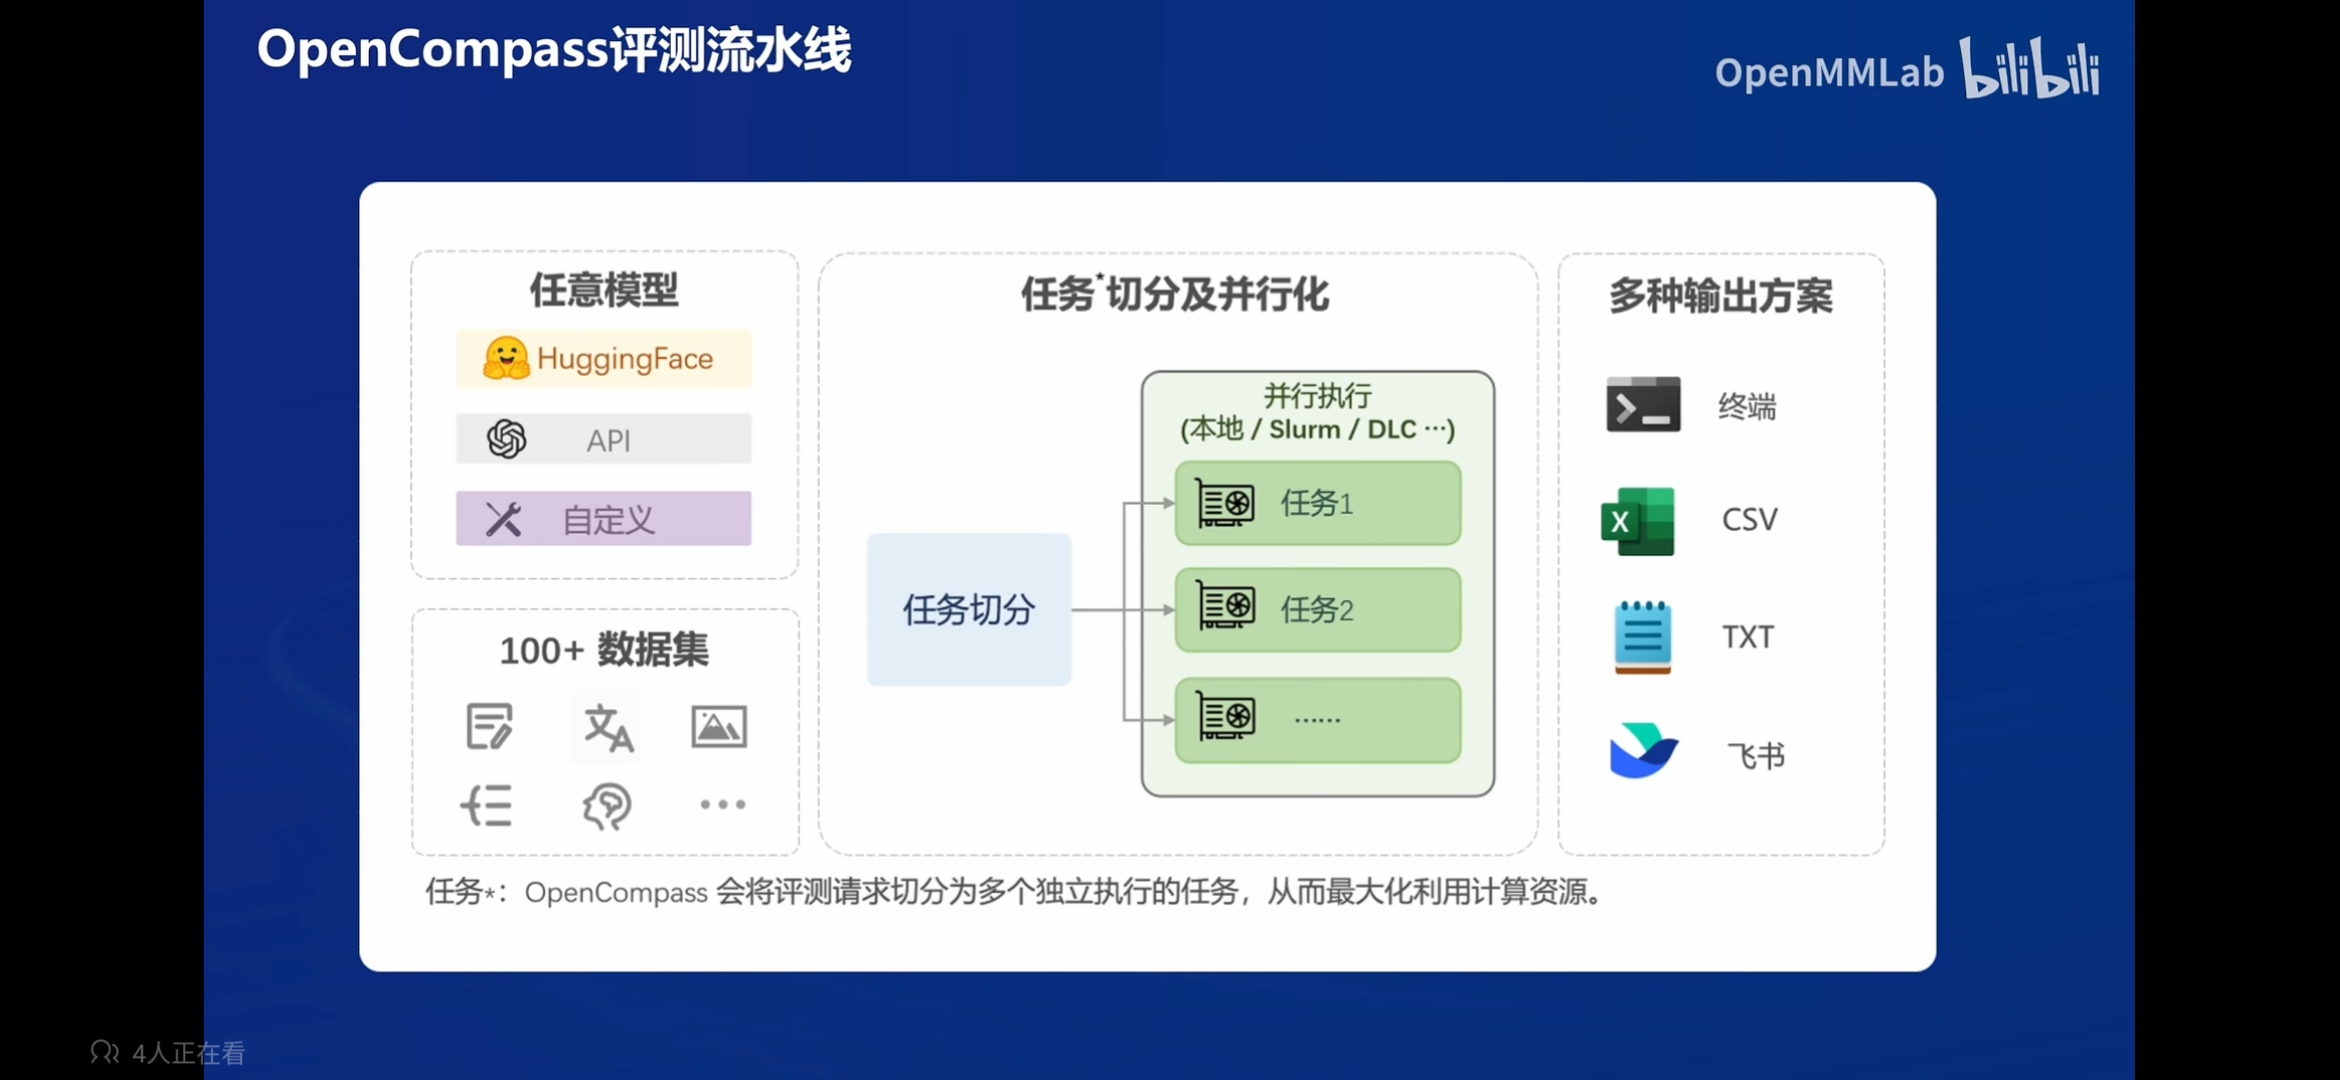 OpenCompass评测流水线
OpenMMLab bilibili
任意模型
HuggingFace
API
自定义
100+ 数据集
文A
任务*切分及并行化
任务切分
并行执行
(本地 / Slurm / DLC ···)
任务1
任务2
······
多种输出方案
终端
X CSV
TXT
飞书
任务*：OpenCompass 会将评测请求切分为多个独立执行的任务，从而最大化利用计算资源。
4人正在看